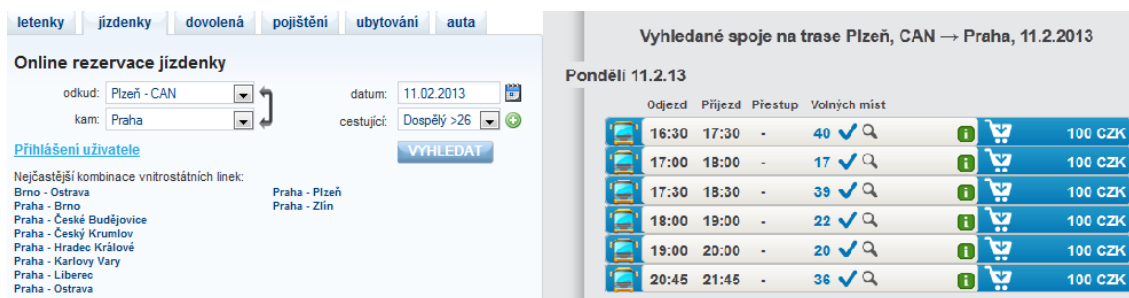 letenky jízdenky dovolená pojištění ubytování auta
Online rezervace jízdenky
odkud: Plzeň - CAN
datum: 11.02.2013
kam: Praha
cestující: Dospělý >26
Přihlášení uživatele
VYHLEDAT
Nejčastější kombinace vnitrostátních linek:
Brno - Ostrava
Praha - Brno
Praha - České Budějovice
Praha - Český Krumlov
Praha - Hradec Králové
Praha - Karlovy Vary
Praha - Liberec
Praha - Ostrava
Praha - Plzeň
Praha - Zlín
Vyhledané spoje na trase Plzeň, CAN → Praha, 11.2.2013
Pondělí 11.2.13
Odjezd Příjezd Přestup Volných míst
16:30 17:30 - 40 i 100 CZK
17:00 18:00 - 17 i 100 CZK
17:30 18:30 - 39 i 100 CZK
18:00 19:00 - 22 i 100 CZK
19:00 20:00 - 20 i 100 CZK
20:45 21:45 - 36 i 100 CZK